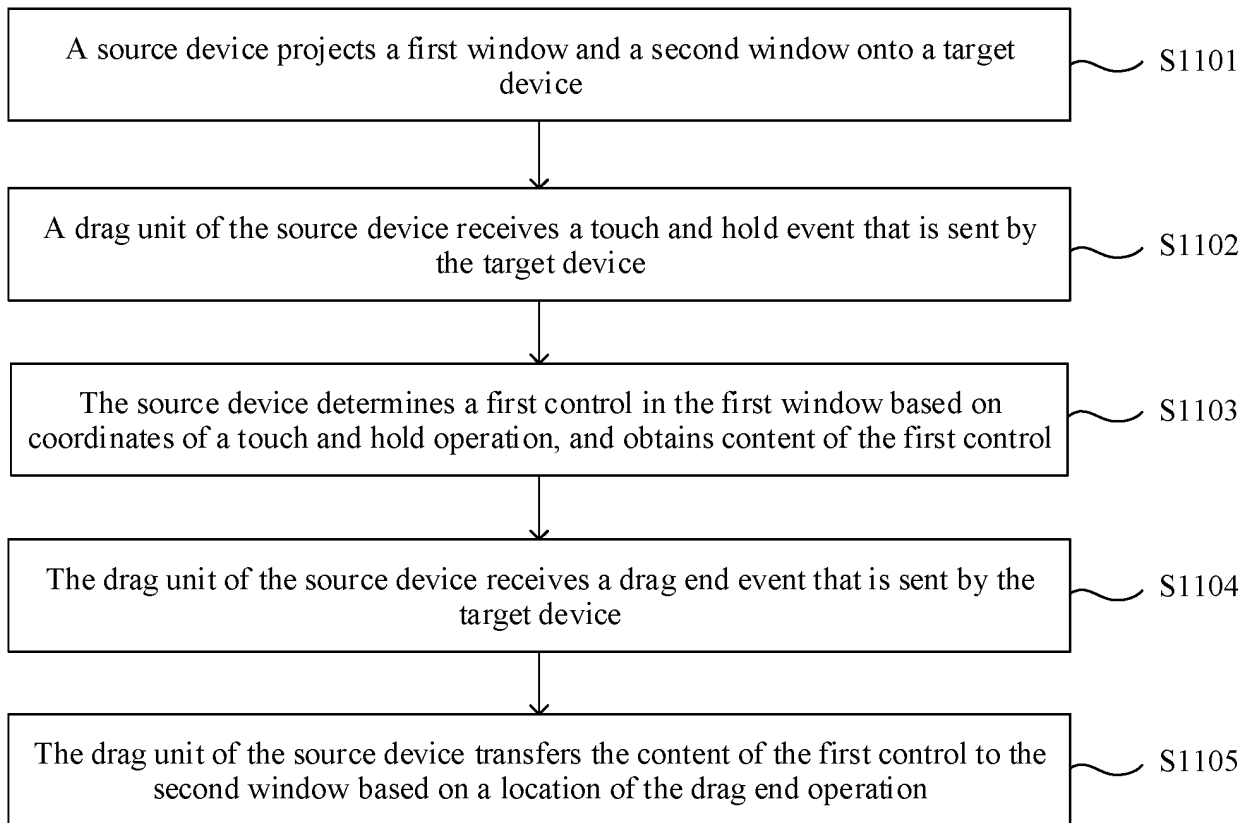 A source device projects a first window and a second window onto a target
device
S1101
A drag unit of the source device receives a touch and hold event that is sent by
the target device
S1102
The source device determines a first control in the first window based on
coordinates of a touch and hold operation, and obtains content of the first control
S1103
The drag unit of the source device receives a drag end event that is sent by the
target device
S1104
The drag unit of the source device transfers the content of the first control to the
second window based on a location of the drag end operation
S1105